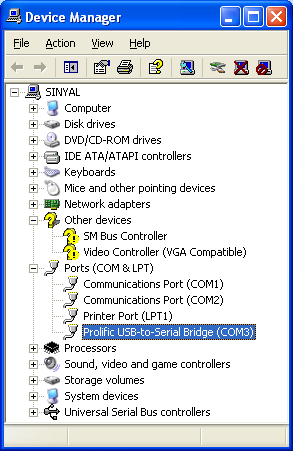 Device Manager
File Action View Help
SINYAL
Computer
Disk drives
DVD/CD-ROM drives
IDE ATA/ATAPI controllers
Keyboards
Mice and other pointing devices
Network adapters
Other devices
SM Bus Controller
Video Controller (VGA Compatible)
Ports (COM & LPT)
Communications Port (COM1)
Communications Port (COM2)
Printer Port (LPT1)
Prolific USB-to-Serial Bridge (COM3)
Processors
Sound, video and game controllers
Storage volumes
System devices
Universal Serial Bus controllers